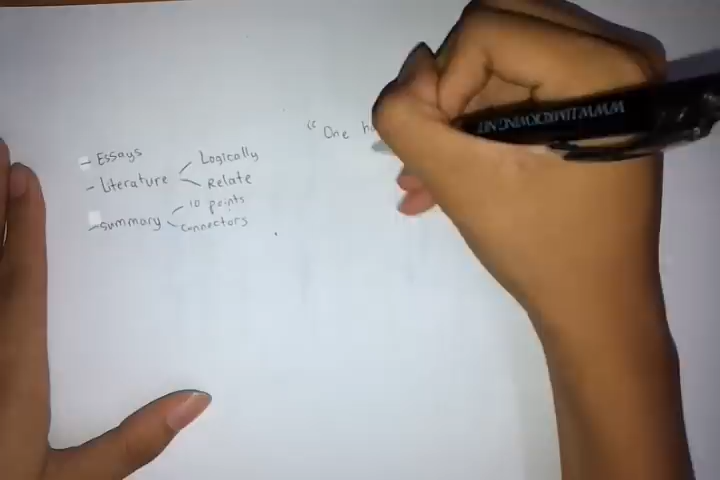 - Essays
- Literature
Logically
Relate
- Summary
10 points
connectors
" One h